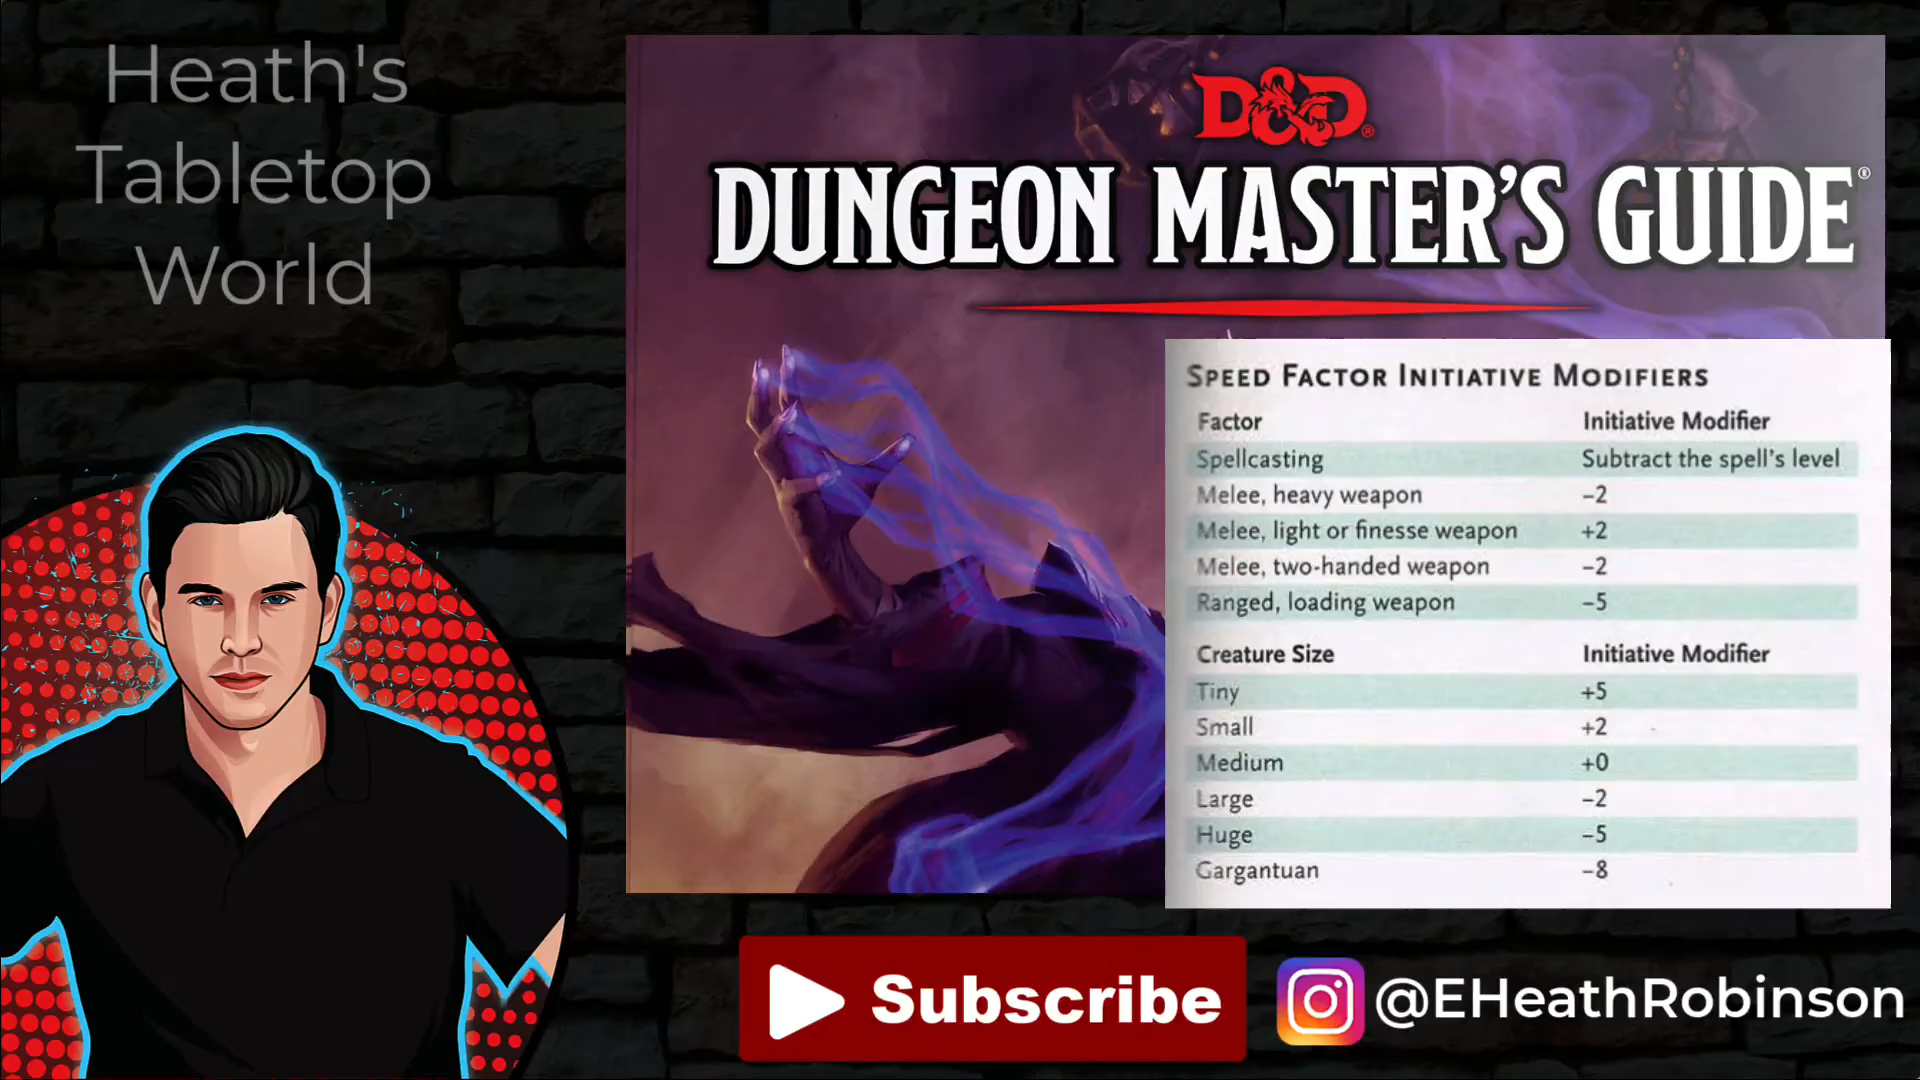 Heath's
Tabletop
World
D&D®
DUNGEON MASTER'S GUIDE®
SPEED FACTOR INITIATIVE MODIFIERS
Factor Initiative Modifier
Spellcasting Subtract the spell's level
Melee, heavy weapon –2
Melee, light or finesse weapon +2
Melee, two-handed weapon –2
Ranged, loading weapon –5
Creature Size Initiative Modifier
Tiny +5
Small +2
Medium +0
Large –2
Huge –5
Gargantuan –8
Subscribe
@EHeathRobinson